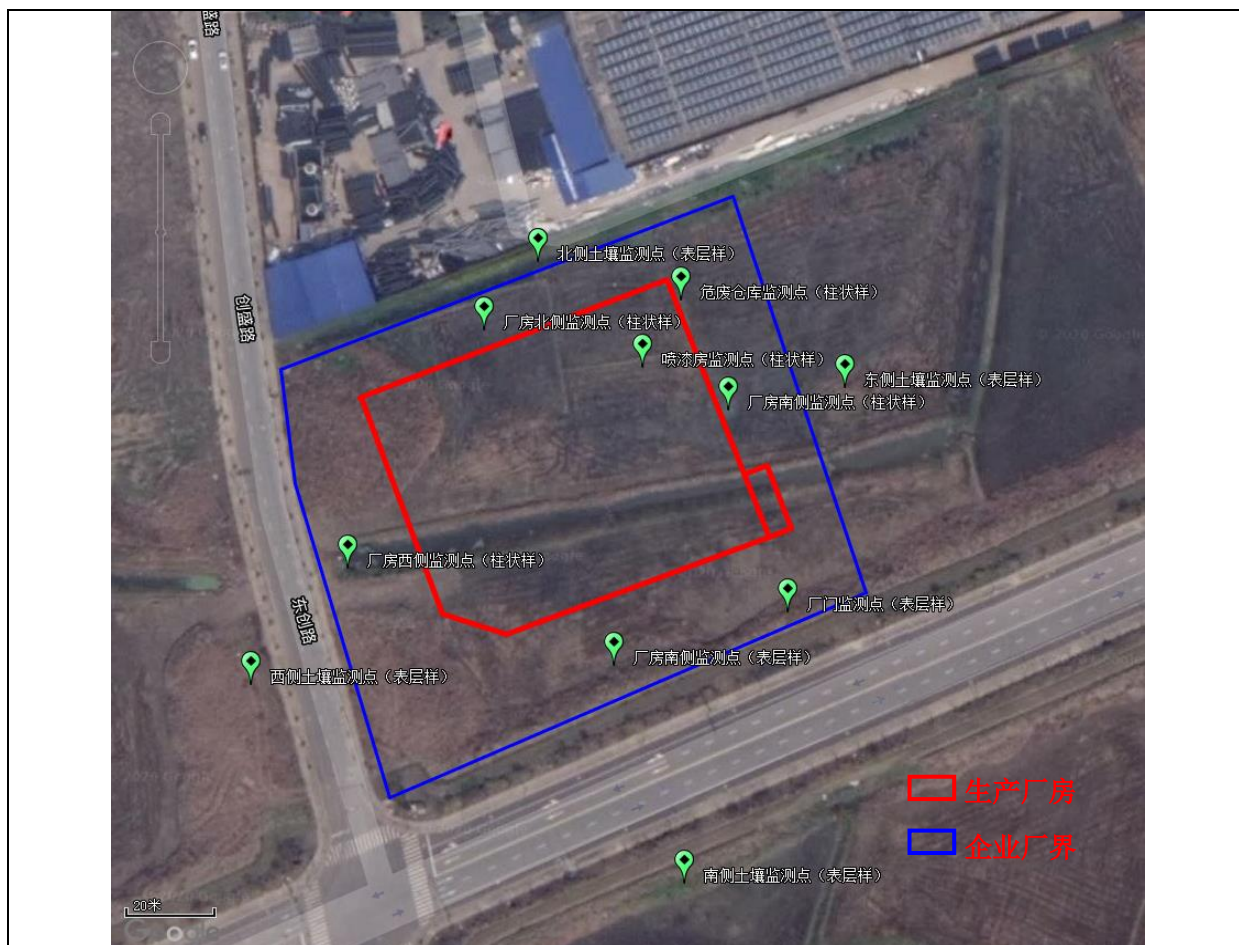 盛路
北侧土壤监测点（表层样）
危废仓库监测点（柱状样）
创盛路
厂房北侧监测点（柱状样）
喷漆房监测点（柱状样）
东侧土壤监测点（表层样）
厂房南侧监测点（柱状样）
厂房西侧监测点（柱状样）
东创路
厂门监测点（表层样）
厂房南侧监测点（表层样）
西侧土壤监测点（表层样）
生产厂房
企业厂界
南侧土壤监测点（表层样）
20米
Google